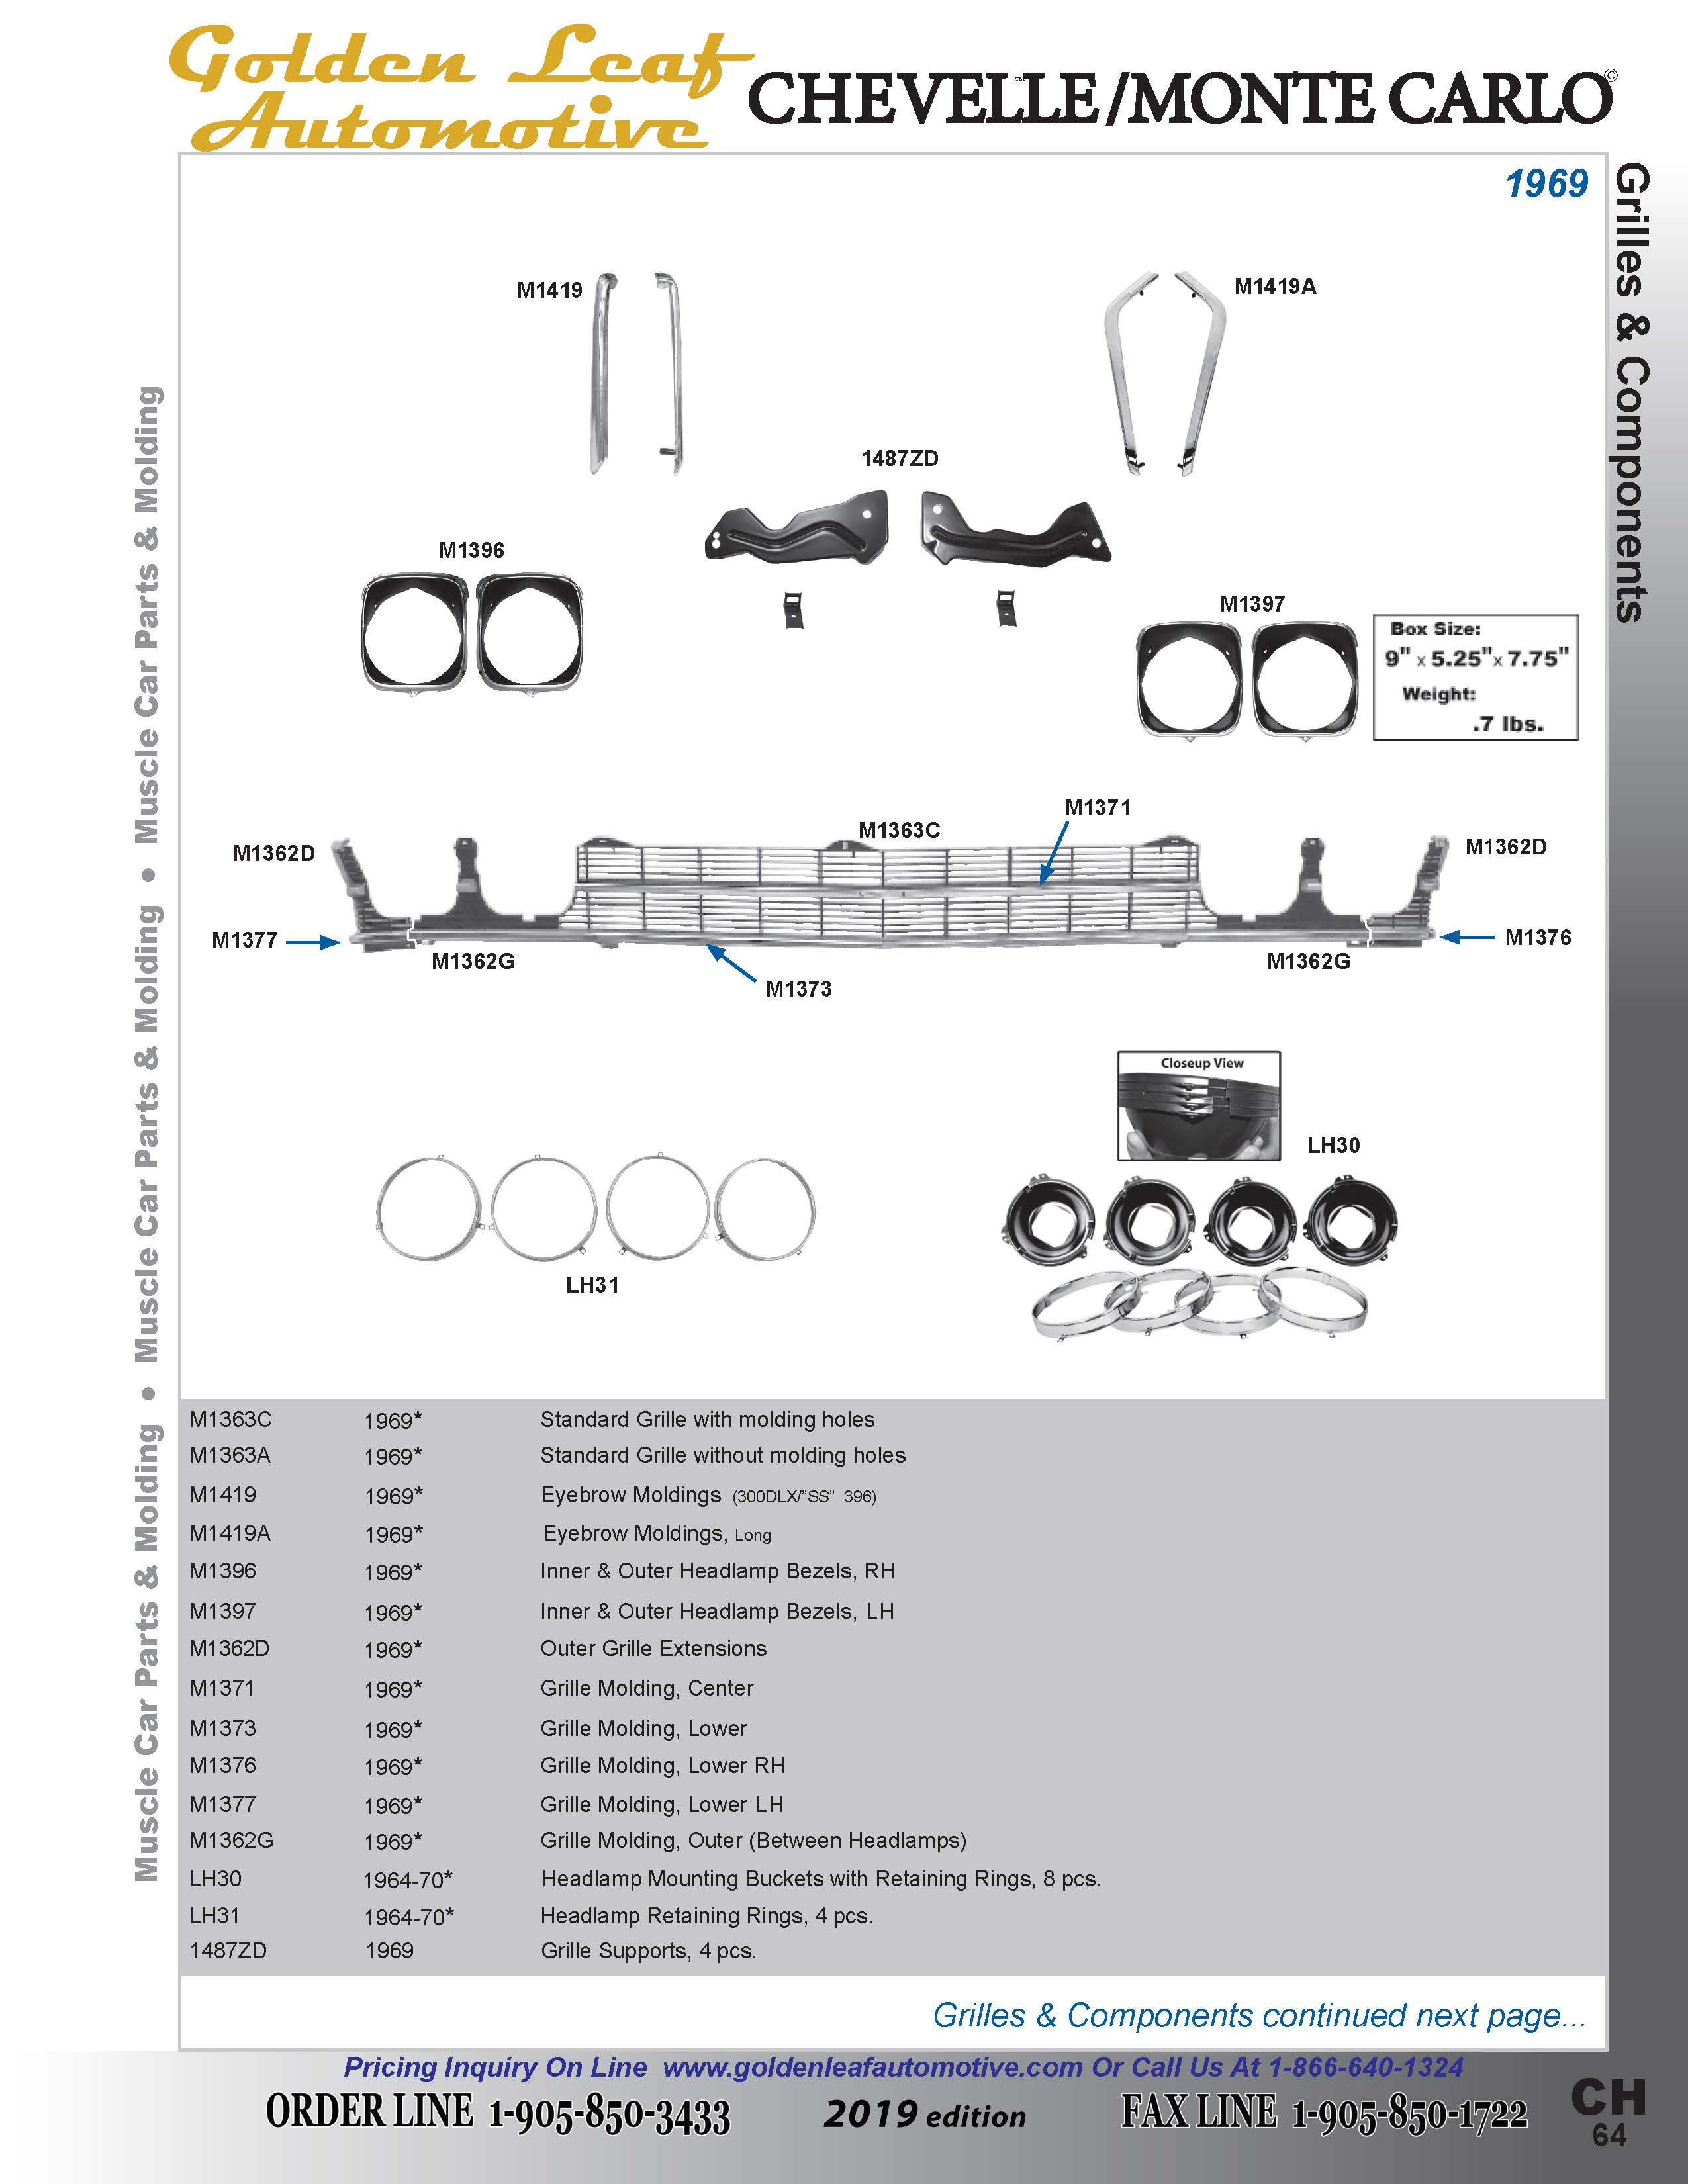 Golden Leaf
Automotive
CHEVELLE™/MONTE CARLO©
1969
Grilles & Components
Muscle Car Parts & Molding • Muscle Car Parts & Molding • Muscle Car Parts & Molding
M1419
M1419A
1487ZD
M1396
M1397
Box Size:
9" x 5.25" x 7.75"
Weight:
.7 lbs.
M1371
M1363C
M1362D
M1362D
M1377
M1376
M1362G
M1362G
M1373
Closeup View
LH30
LH31
M1363C 1969* Standard Grille with molding holes
M1363A 1969* Standard Grille without molding holes
M1419 1969* Eyebrow Moldings (300DLX/”SS” 396)
M1419A 1969* Eyebrow Moldings, Long
M1396 1969* Inner & Outer Headlamp Bezels, RH
M1397 1969* Inner & Outer Headlamp Bezels, LH
M1362D 1969* Outer Grille Extensions
M1371 1969* Grille Molding, Center
M1373 1969* Grille Molding, Lower
M1376 1969* Grille Molding, Lower RH
M1377 1969* Grille Molding, Lower LH
M1362G 1969* Grille Molding, Outer (Between Headlamps)
LH30 1964-70* Headlamp Mounting Buckets with Retaining Rings, 8 pcs.
LH31 1964-70* Headlamp Retaining Rings, 4 pcs.
1487ZD 1969 Grille Supports, 4 pcs.
Grilles & Components continued next page...
Pricing Inquiry On Line www.goldenleafautomotive.com Or Call Us At 1-866-640-1324
ORDER LINE 1-905-850-3433 2019 edition FAX LINE 1-905-850-1722
CH
64